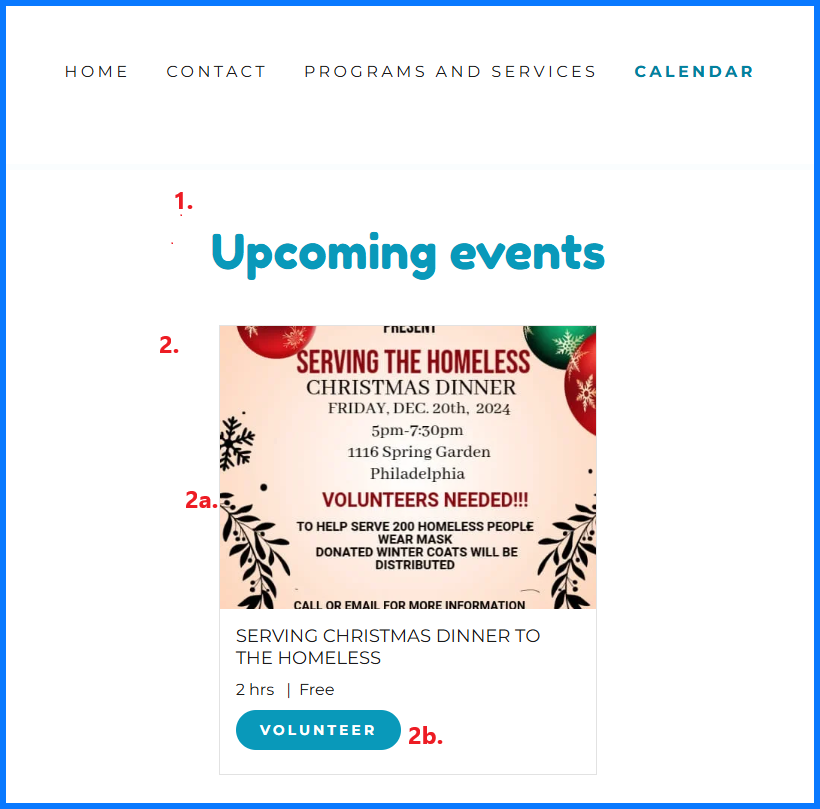 HOME CONTACT PROGRAMS AND SERVICES CALENDAR
1.
Upcoming events
2.
PRESENT
SERVING THE HOMELESS
CHRISTMAS DINNER
FRIDAY, DEC. 20th, 2024
5pm-7:30pm
1116 Spring Garden
Philadelphia
2a.
VOLUNTEERS NEEDED!!!
TO HELP SERVE 200 HOMELESS PEOPLE
WEAR MASK
DONATED WINTER COATS WILL BE
DISTRIBUTED
CALL OR EMAIL FOR MORE INFORMATION
SERVING CHRISTMAS DINNER TO
THE HOMELESS
2 hrs | Free
VOLUNTEER
2b.